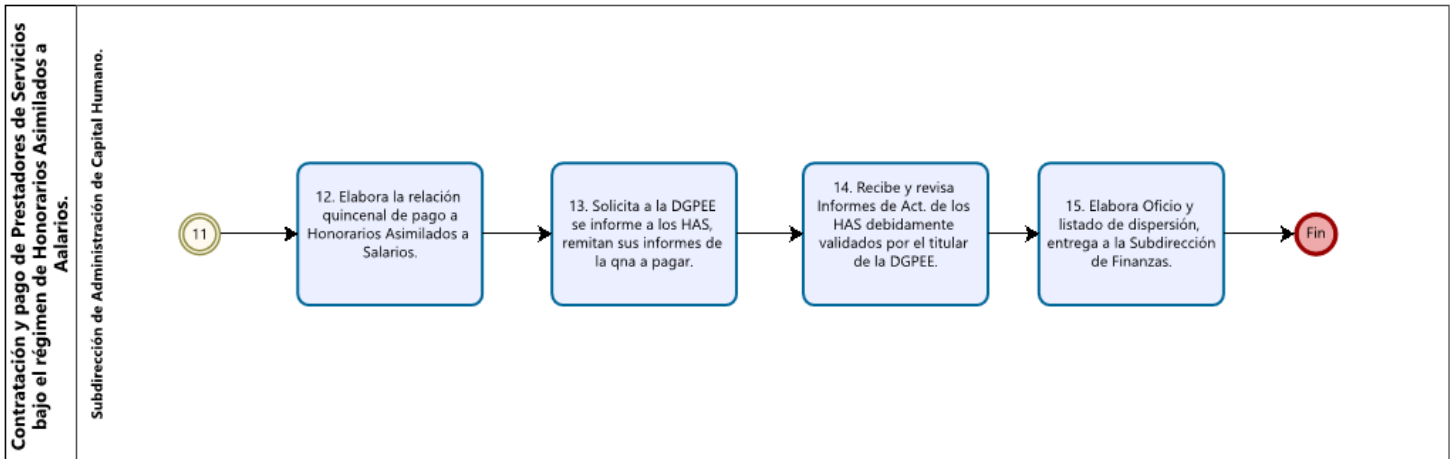 Contratación y pago de Prestadores de Servicios
bajo el régimen de Honorarios Asimilados a
Aalarios.
Subdirección de Administración de Capital Humano.
11
12. Elabora la relación
quincenal de pago a
Honorarios Asimilados a
Salarios.
13. Solicita a la DGPEE
se informe a los HAS,
remitan sus informes de
la qna a pagar.
14. Recibe y revisa
Informes de Act. de los
HAS debidamente
validados por el titular
de la DGPEE.
15. Elabora Oficio y
listado de dispersión,
entrega a la Subdirección
de Finanzas.
Fin